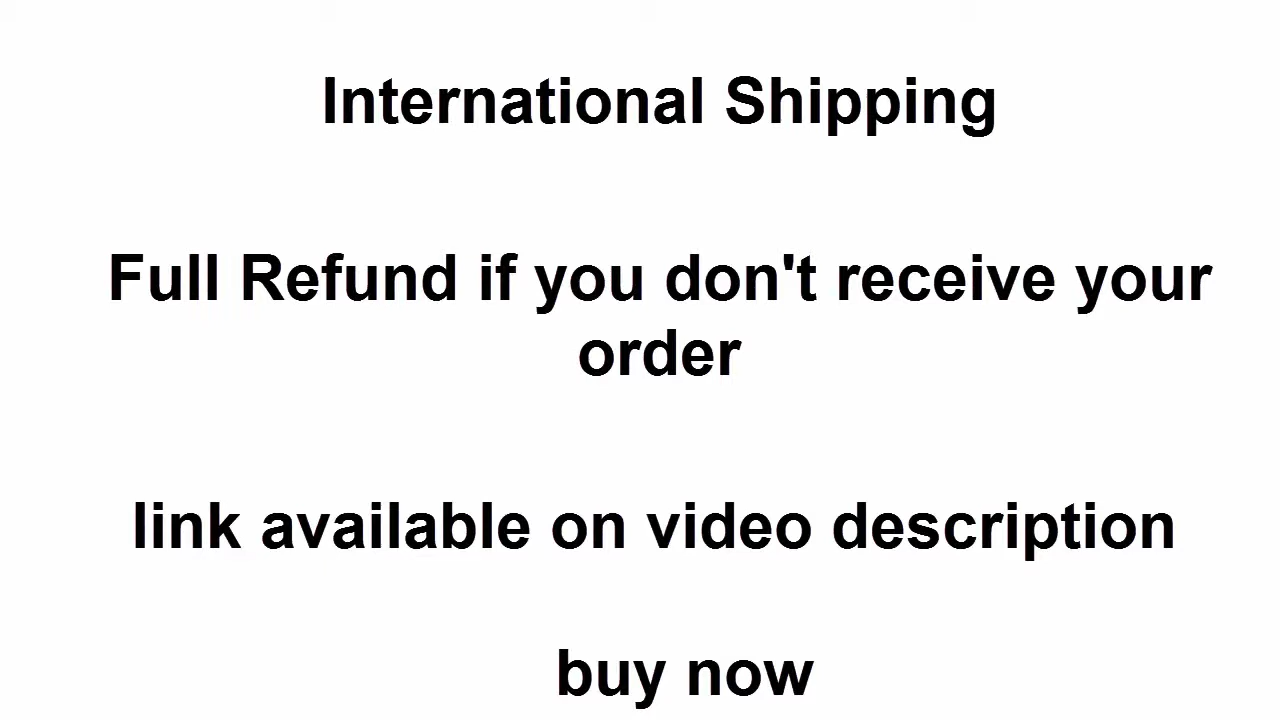 International Shipping
Full Refund if you don't receive your
order
link available on video description
buy now